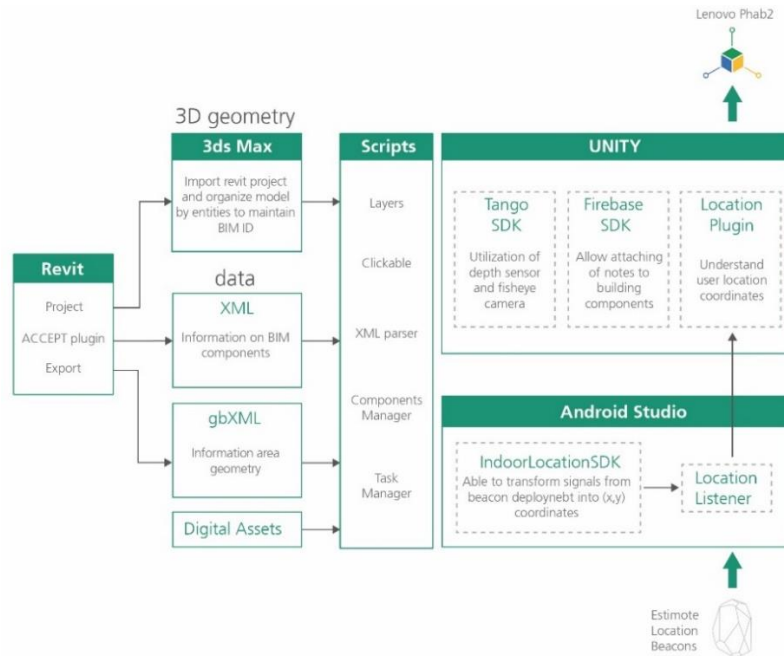 Lenovo Phab2
3D geometry
3ds Max
Import revit project
and organize model
by entities to maintain
BIM ID
data
XML
Information on BIM
components
gbXML
Information area
geometry
Digital Assets
Revit
Project
ACCEPT plugin
Export
Scripts
Layers
Clickable
XML parser
Components
Manager
Task
Manager
UNITY
Tango
SDK
Utilization of
depth sensor
and fisheye
camera
Firebase
SDK
Allow attaching
of notes to
building
components
Location
Plugin
Understand
user location
coordinates
Android Studio
IndoorLocationSDK
Able to transform signals from
beacon deploynebt into (x,y)
coordinates
Location
Listener
Estimote
Location
Beacons